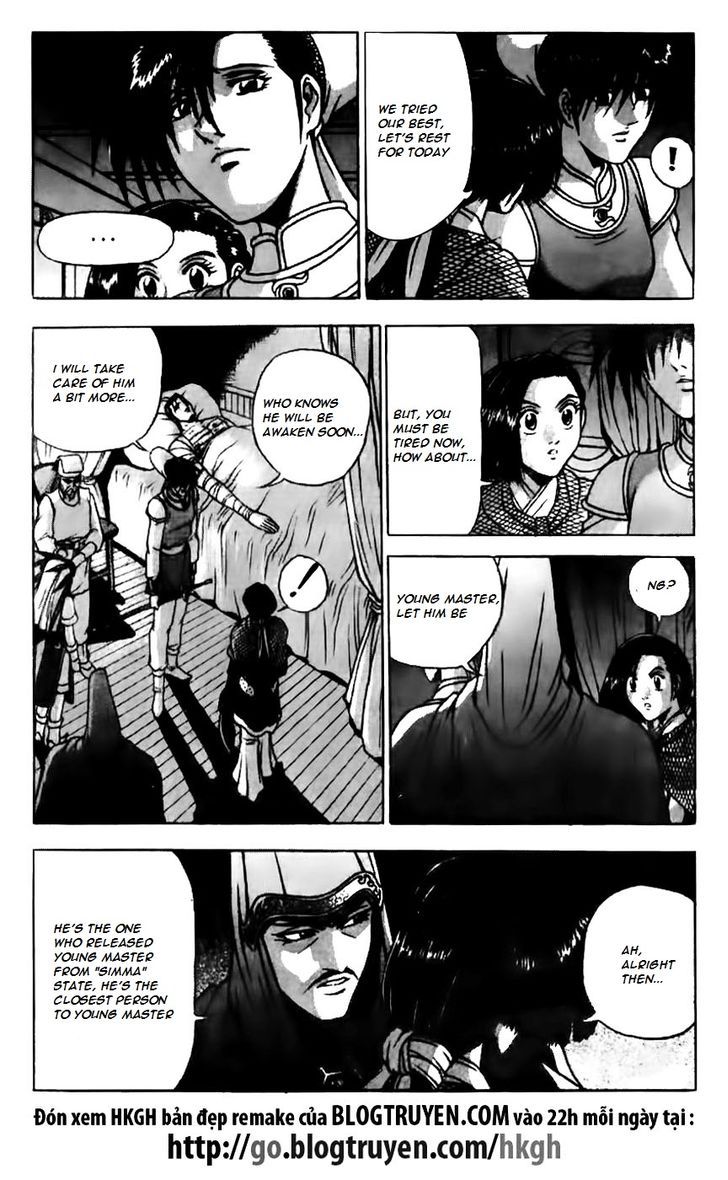 WE TRIED
OUR BEST,
LET'S REST
FOR TODAY
!
...
I WILL TAKE
CARE OF HIM
A BIT MORE...
WHO KNOWS
HE WILL BE
AWAKEN SOON...
!
BUT, YOU
MUST BE
TIRED NOW,
HOW ABOUT...
YOUNG MASTER,
LET HIM BE
NG?
HE'S THE ONE
WHO RELEASED
YOUNG MASTER
FROM "SIMMA"
STATE, HE'S THE
CLOSEST PERSON
TO YOUNG MASTER
AH,
ALRIGHT
THEN...
Đón xem HKGH bản đẹp remake của BLOGTRUYEN.COM vào 22h mỗi ngày tại :
http://go.blogtruyen.com/hkgh